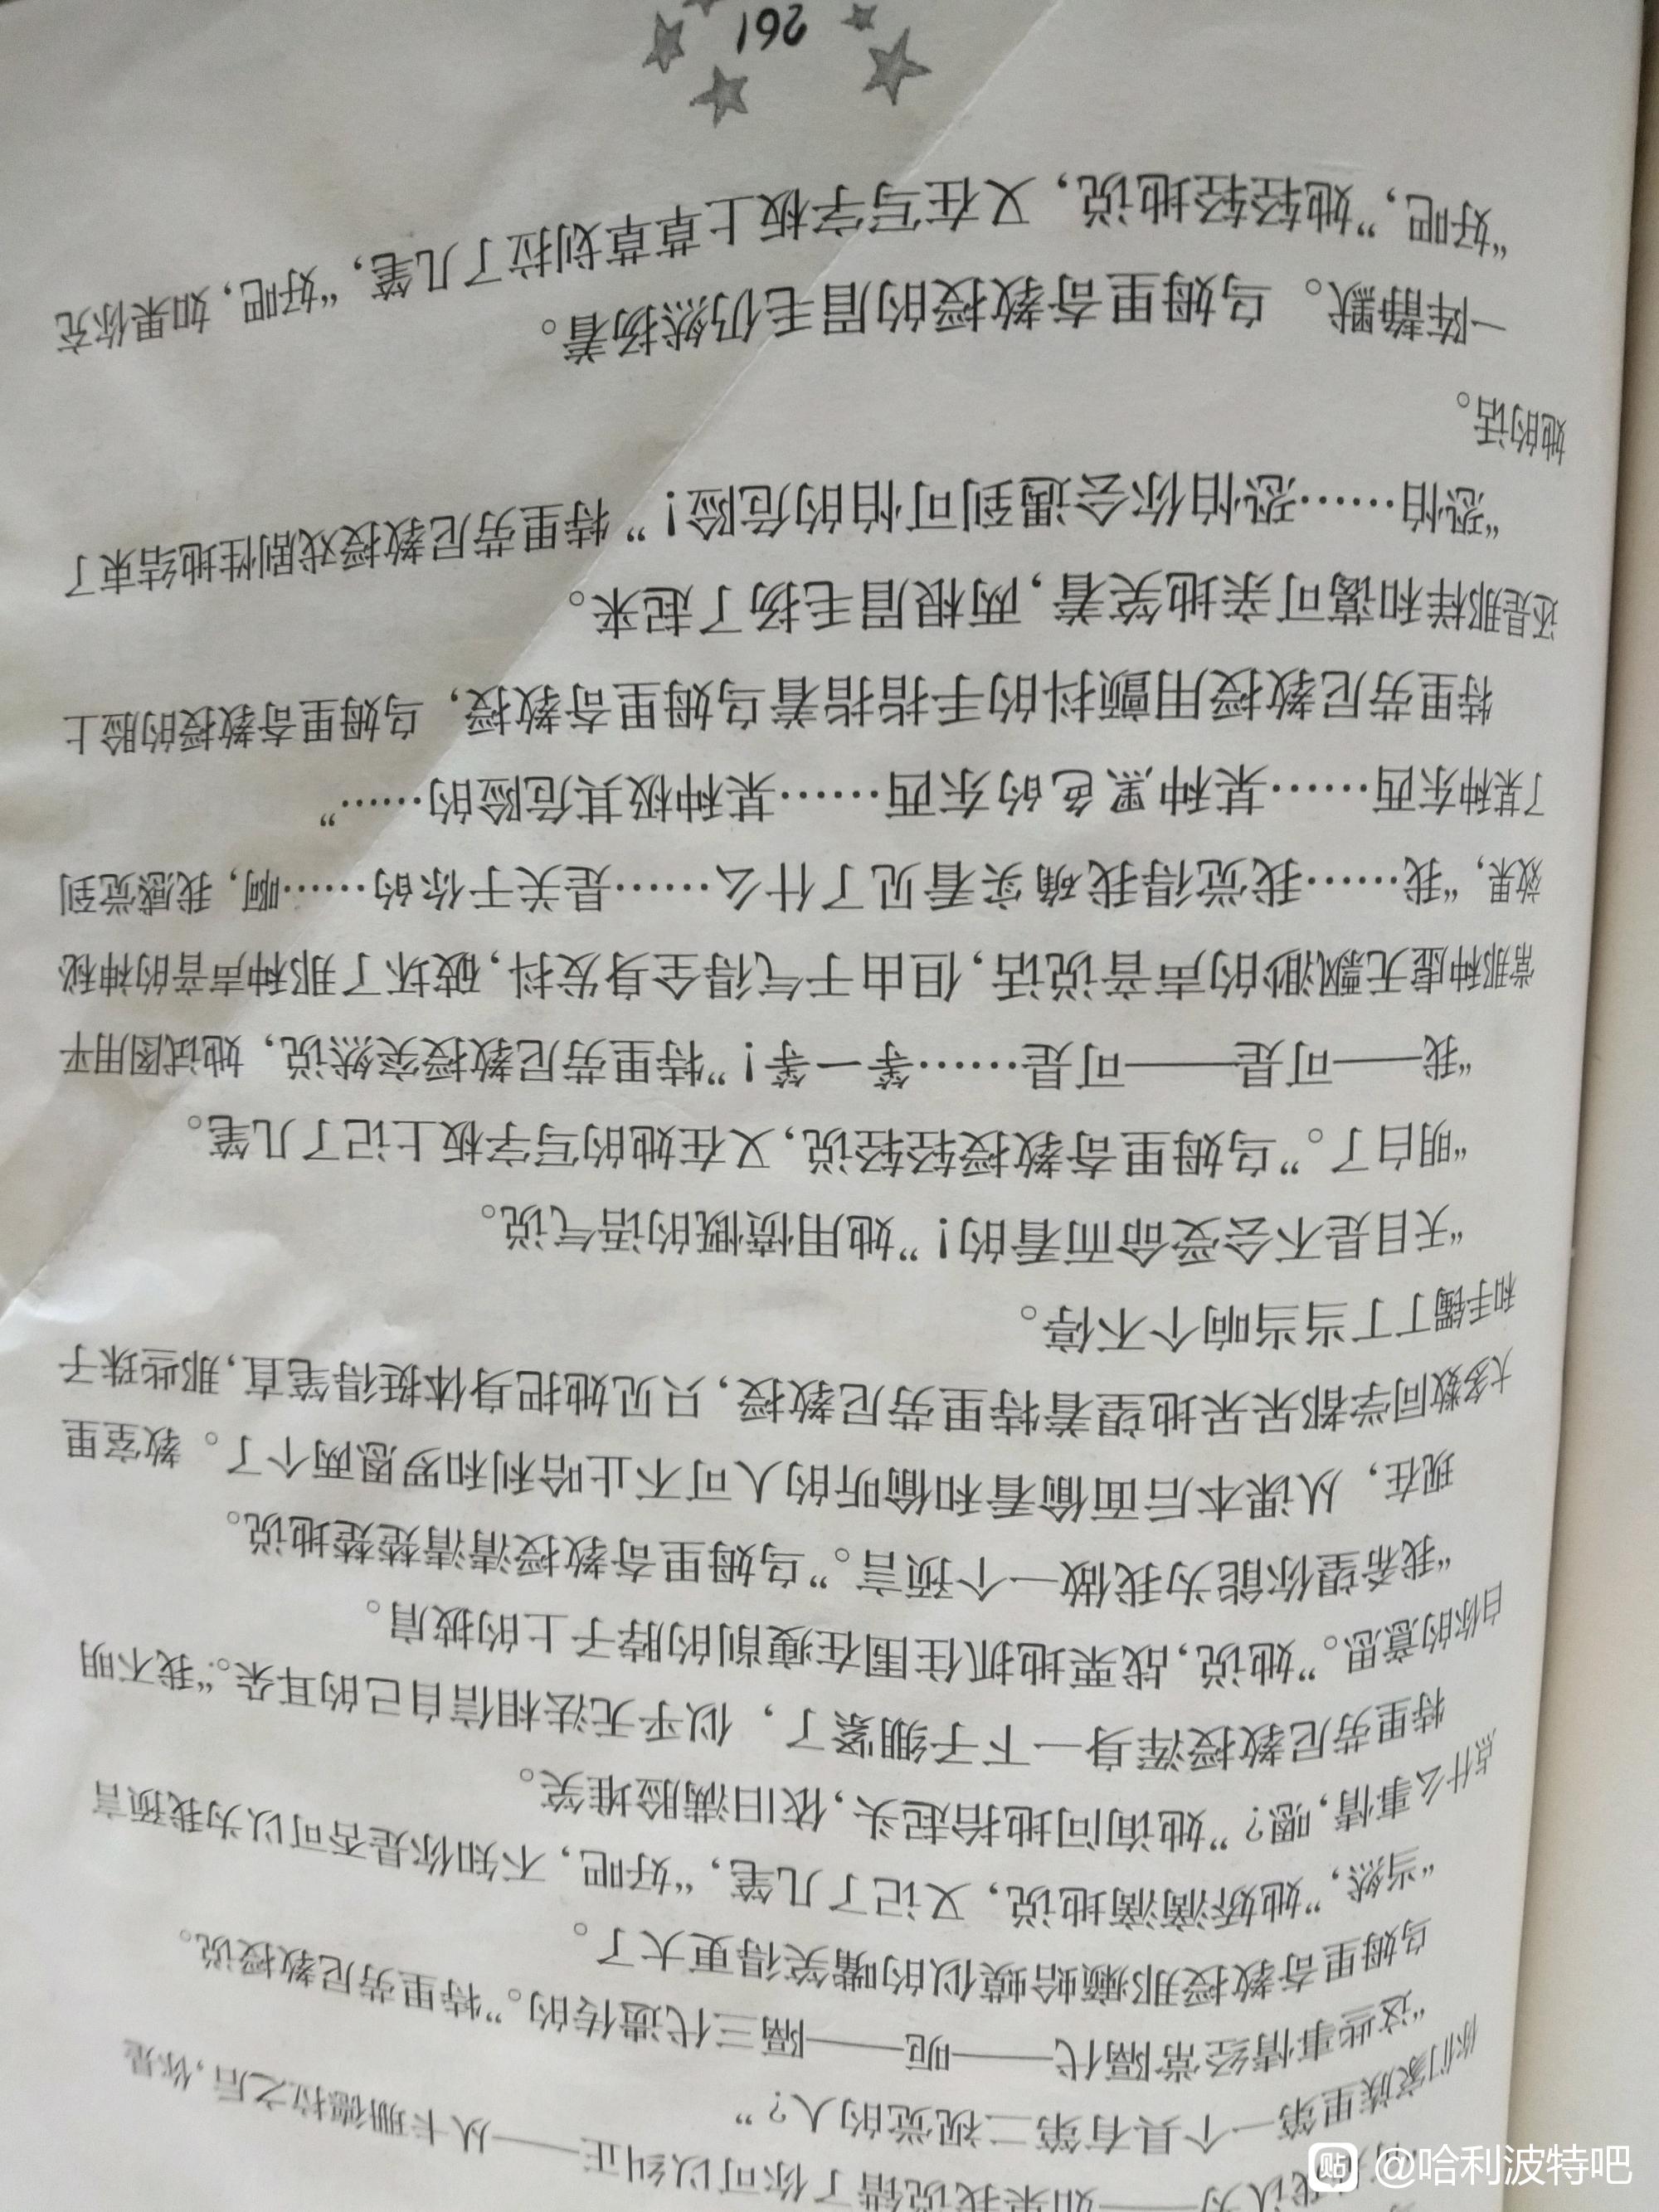 我认为——如果我说错了你可以纠正——从卡珊德拉之后,你是
你们家族里第一个具有第二视觉的人?”
“这些事情经常隔代——呃——隔三代遗传的。”特里劳尼教授说。
乌姆里奇教授那癞蛤蟆似的嘴笑得更大了。
“当然,”她娇滴滴地说,又记了几笔,“好吧,不知你是否可以为我预言
点什么事情,嗯?”她询问地抬起头,依旧满脸堆笑。
特里劳尼教授浑身一下子绷紧了,似乎无法相信自己的耳朵。“我不明
白你的意思。”她说,战栗地抓住围在瘦削的脖子上的披肩。
“我希望你能为我做一个预言。”乌姆里奇教授清清楚楚地说。
现在,从课本后面偷看和偷听的人可不止哈利和罗恩两个了。教室里
大多数同学都呆呆地望着特里劳尼教授,只见她把身体挺得笔直,那些珠子
和手镯丁丁当当响个不停。
“天目是不会受命而看的!”她用愤慨的语气说。
“明白了。”乌姆里奇教授轻轻说,又在她的写字板上记了几笔。
“我——可是——可是……等一等!”特里劳尼教授突然说,她试图用平
常那种虚无飘渺的声音说话,但由于气得全身发抖,破坏了那种声音的神秘
效果,“我……我觉得我确实看见了什么……是关于你的……啊,我感觉到
了某种东西……某种黑色的东西……某种极其危险的……”
特里劳尼教授用颤抖的手指指着乌姆里奇教授,乌姆里奇教授的脸上
还是那样和蔼可亲地笑着,两根眉毛扬了起来。
“恐怕……恐怕你会遇到可怕的危险!”特里劳尼教授戏剧性地结束了
她的话。
一阵静默。乌姆里奇教授的眉毛仍然扬着。
“好吧,”她轻轻地说,又在写字板上草草划拉了几笔,“好吧,如果你充
261
贴 @哈利波特吧